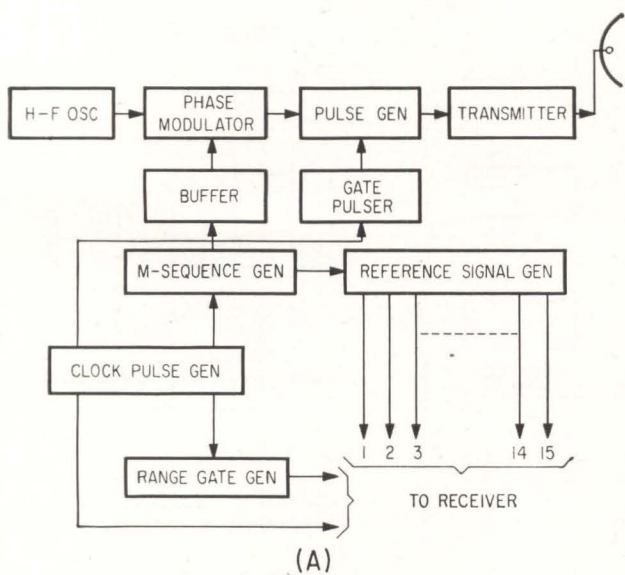 H-F OSC
PHASE
MODULATOR
PULSE GEN
TRANSMITTER
BUFFER
GATE
PULSER
M-SEQUENCE GEN
REFERENCE SIGNAL GEN
CLOCK PULSE GEN
1 2 3 14 15
RANGE GATE GEN
TO RECEIVER
(A)